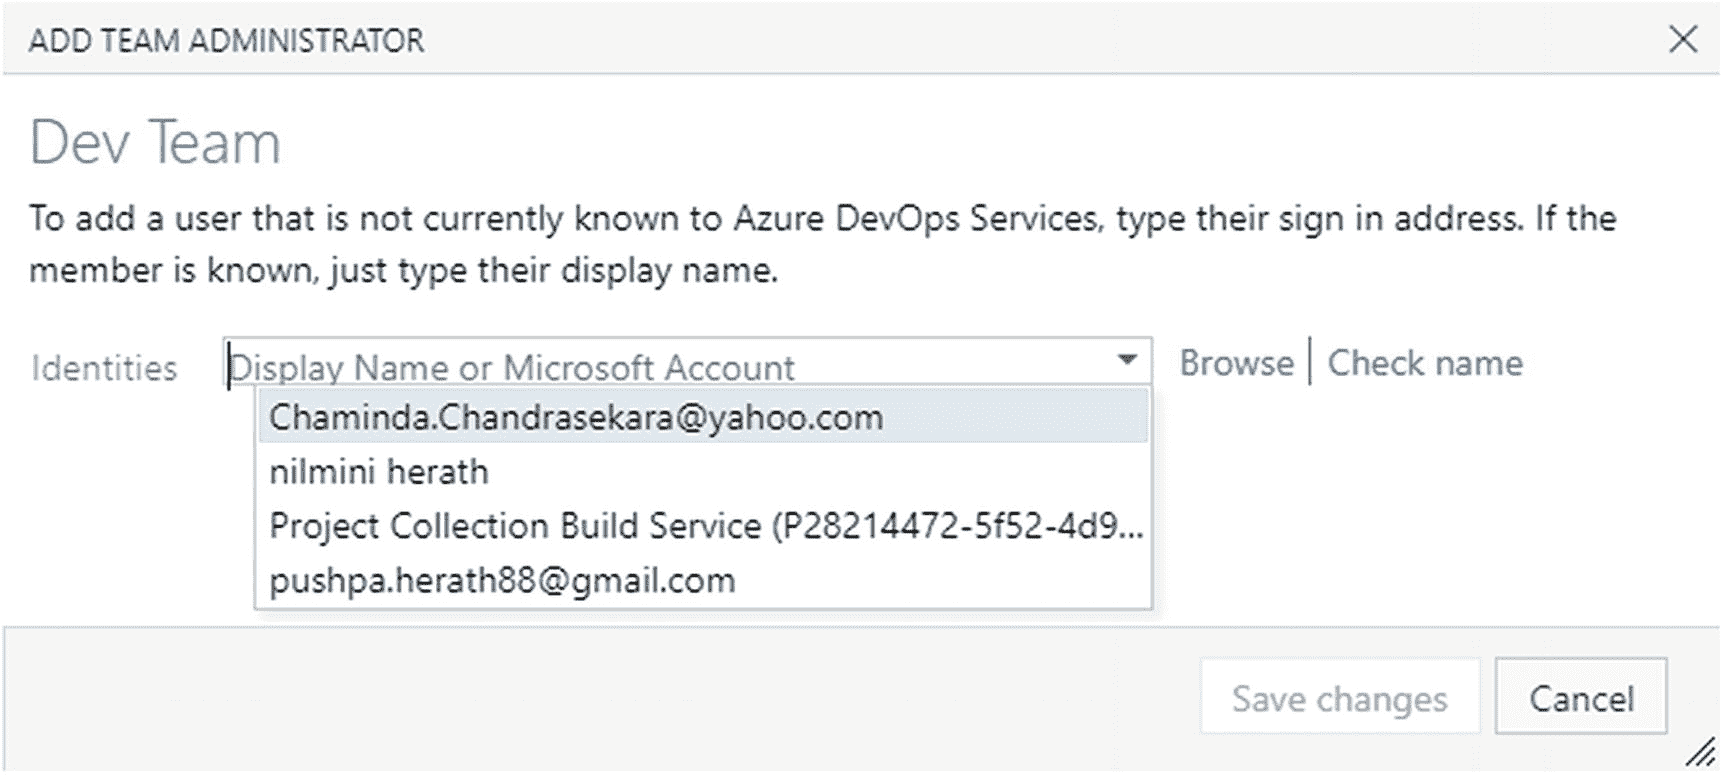 ADD TEAM ADMINISTRATOR
Dev Team
To add a user that is not currently known to Azure DevOps Services, type their sign in address. If the
member is known, just type their display name.
Identities Display Name or Microsoft Account Browse | Check name
Chaminda.Chandrasekara@yahoo.com
nilmini herath
Project Collection Build Service (P28214472-5f52-4d9...
pushpa.herath88@gmail.com
Save changes Cancel